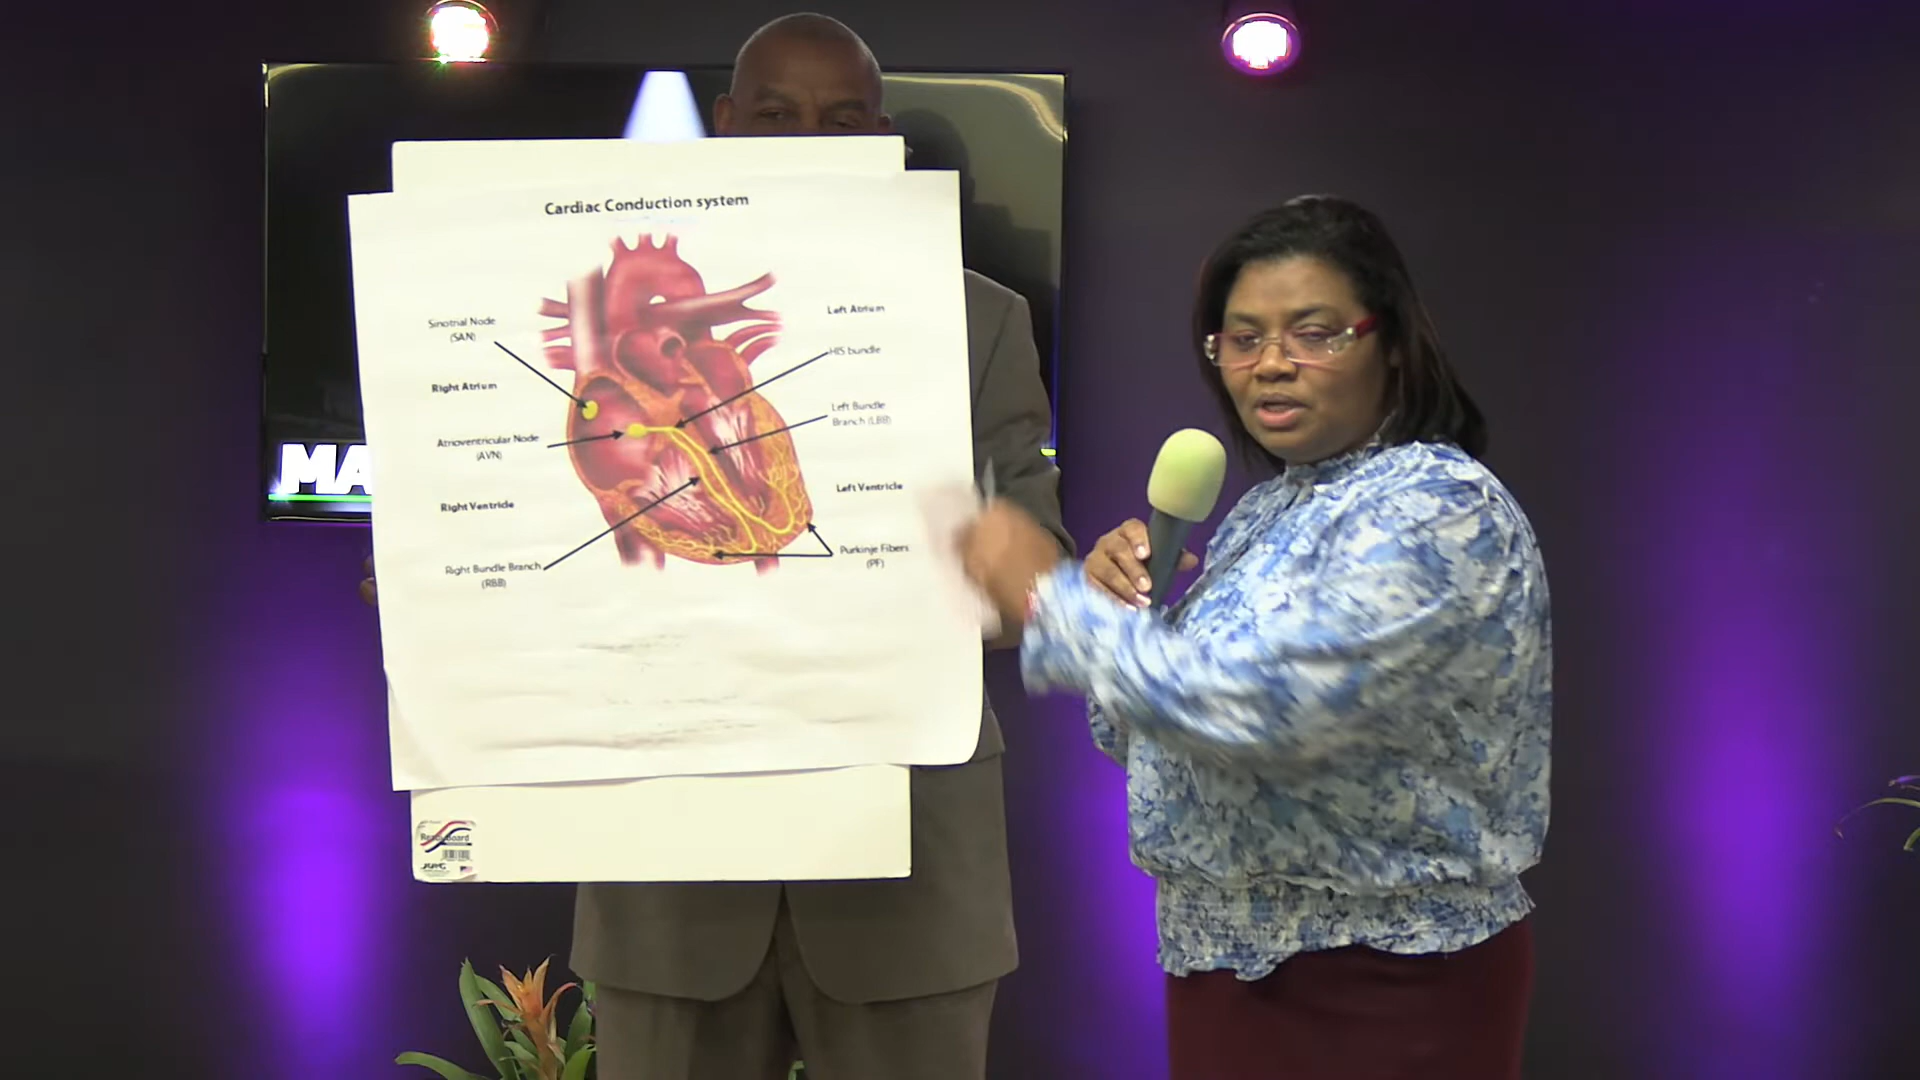 Cardiac Conduction system
Sinotrial Node
(SAN)
Right Atrium
Atrioventricular Node
(AVN)
Right Ventricle
Right Bundle Branch
(RBB)
Left Atrium
HIS bundle
Left Bundle
Branch (LBB)
Left Ventricle
Purkinje Fibers
(PF)
MA